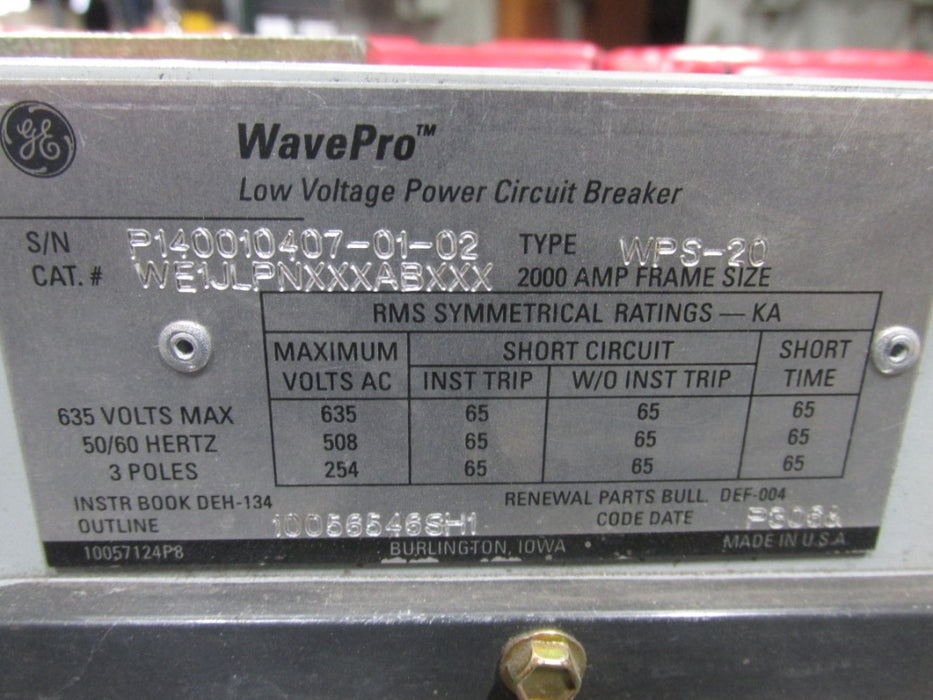 GE
WavePro™
Low Voltage Power Circuit Breaker
S/N P140010407-01-02 TYPE WPS-20
CAT. # WE1JLPNXXXABXXX 2000 AMP FRAME SIZE
RMS SYMMETRICAL RATINGS — KA
MAXIMUM SHORT CIRCUIT SHORT
VOLTS AC INST TRIP W/O INST TRIP TIME
635 VOLTS MAX 635 65 65 65
50/60 HERTZ 508 65 65 65
3 POLES 254 65 65 65
INSTR BOOK DEH-134 RENEWAL PARTS BULL. DEF-004
OUTLINE 10056546SH1 CODE DATE
10057124P8 BURLINGTON, IOWA MADE IN U.S.A.